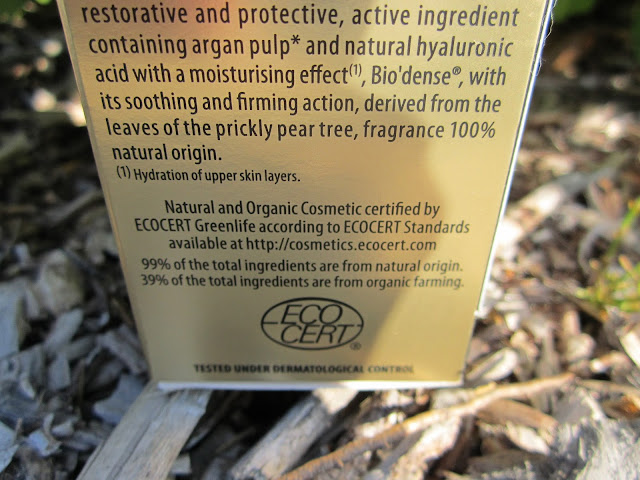 restorative and protective, active ingredient
containing argan pulp* and natural hyaluronic
acid with a moisturising effect(1), Bio'dense®, with
its soothing and firming action, derived from the
leaves of the prickly pear tree, fragrance 100%
natural origin.
(1) Hydration of upper skin layers.
Natural and Organic Cosmetic certified by
ECOCERT Greenlife according to ECOCERT Standards
available at http://cosmetics.ecocert.com
99% of the total ingredients are from natural origin.
39% of the total ingredients are from organic farming.
ECO
CERT®
TESTED UNDER DERMATOLOGICAL CONTROL